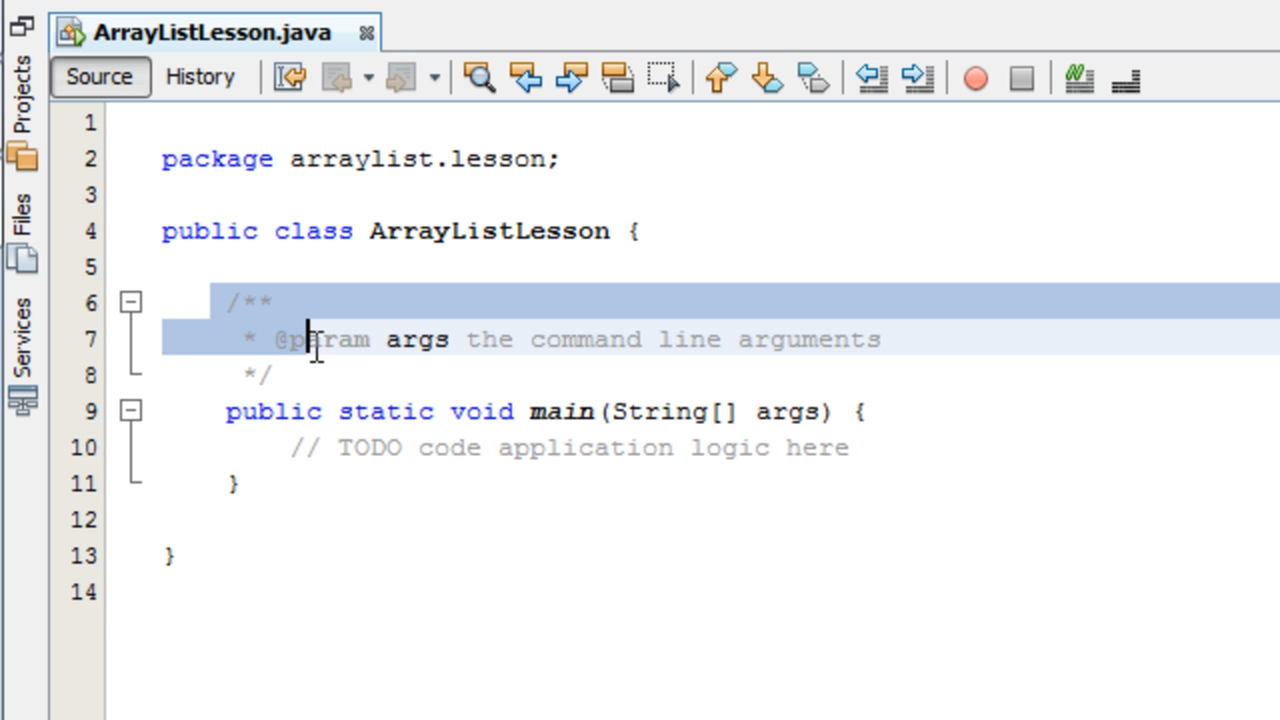 ArrayListLesson.java
Source History
Projects
Files
Services
1
2 package arraylist.lesson;
3
4 public class ArrayListLesson {
5
6 /**
7 * @param args the command line arguments
8 */
9 public static void main(String[] args) {
10 // TODO code application logic here
11 }
12
13 }
14